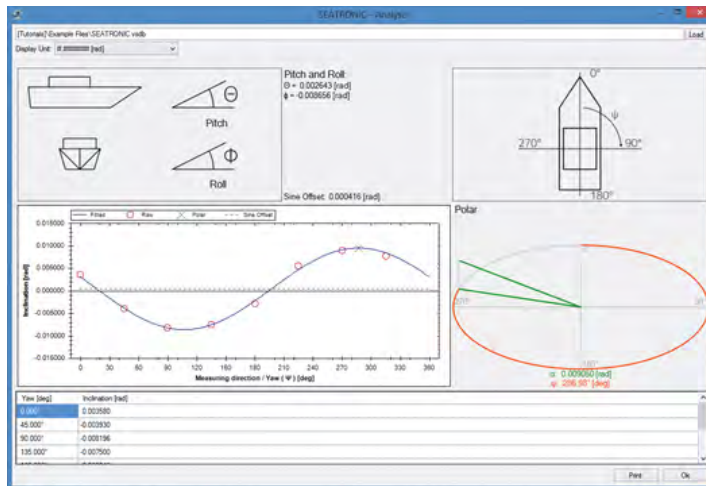 SEATRONIC - Analysis
[Tutorials]\Example Files\SEATRONIC.vsdb
Load
Display Unit:
[rad]
Θ
Pitch
Φ
Roll
Pitch and Roll:
Θ = 0.002643 [rad]
ϕ = -0.008656 [rad]
Sine Offset: 0.000416 [rad]
0°
ψ
270°
90°
180°
Fitted
Raw
Polar
Sine Offset
0.015000
0.010000
0.005000
0.000000
-0.005000
-0.010000
-0.015000
Inclination [rad]
0 30 60 90 120 150 180 210 240 270 300 330 360
Measuring direction / Yaw ( Ψ ) [deg]
Polar
180°
α: 0.009050 [rad]
ψ: 286.98° [deg]
Yaw [deg] Inclination [rad]
0.000° 0.003580
45.000° -0.003930
90.000° -0.008196
135.000° -0.007500
Print
Ok